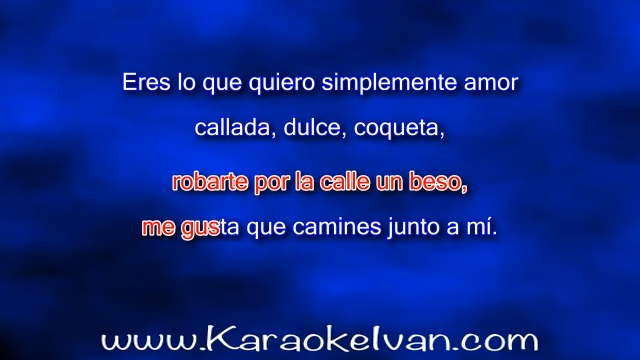 Eres lo que quiero simplemente amor
callada, dulce, coqueta,
robarte por la calle un beso,
me gusta que camines junto a mí.
www.KaraokeIvan.com